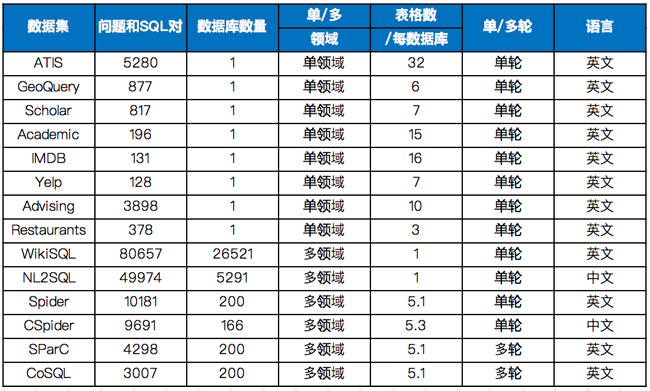 数据集 问题和SQL对 数据库数量 单/多 领域 表格数 /每数据库 单/多轮 语言
ATIS 5280 1 单领域 32 单轮 英文
GeoQuery 877 1 单领域 6 单轮 英文
Scholar 817 1 单领域 7 单轮 英文
Academic 196 1 单领域 15 单轮 英文
IMDB 131 1 单领域 16 单轮 英文
Yelp 128 1 单领域 7 单轮 英文
Advising 3898 1 单领域 10 单轮 英文
Restaurants 378 1 单领域 3 单轮 英文
WikiSQL 80657 26521 多领域 1 单轮 英文
NL2SQL 49974 5291 多领域 1 单轮 中文
Spider 10181 200 多领域 5.1 单轮 英文
CSpider 9691 166 多领域 5.3 单轮 中文
SParC 4298 200 多领域 5.1 多轮 英文
CoSQL 3007 200 多领域 5.1 多轮 英文